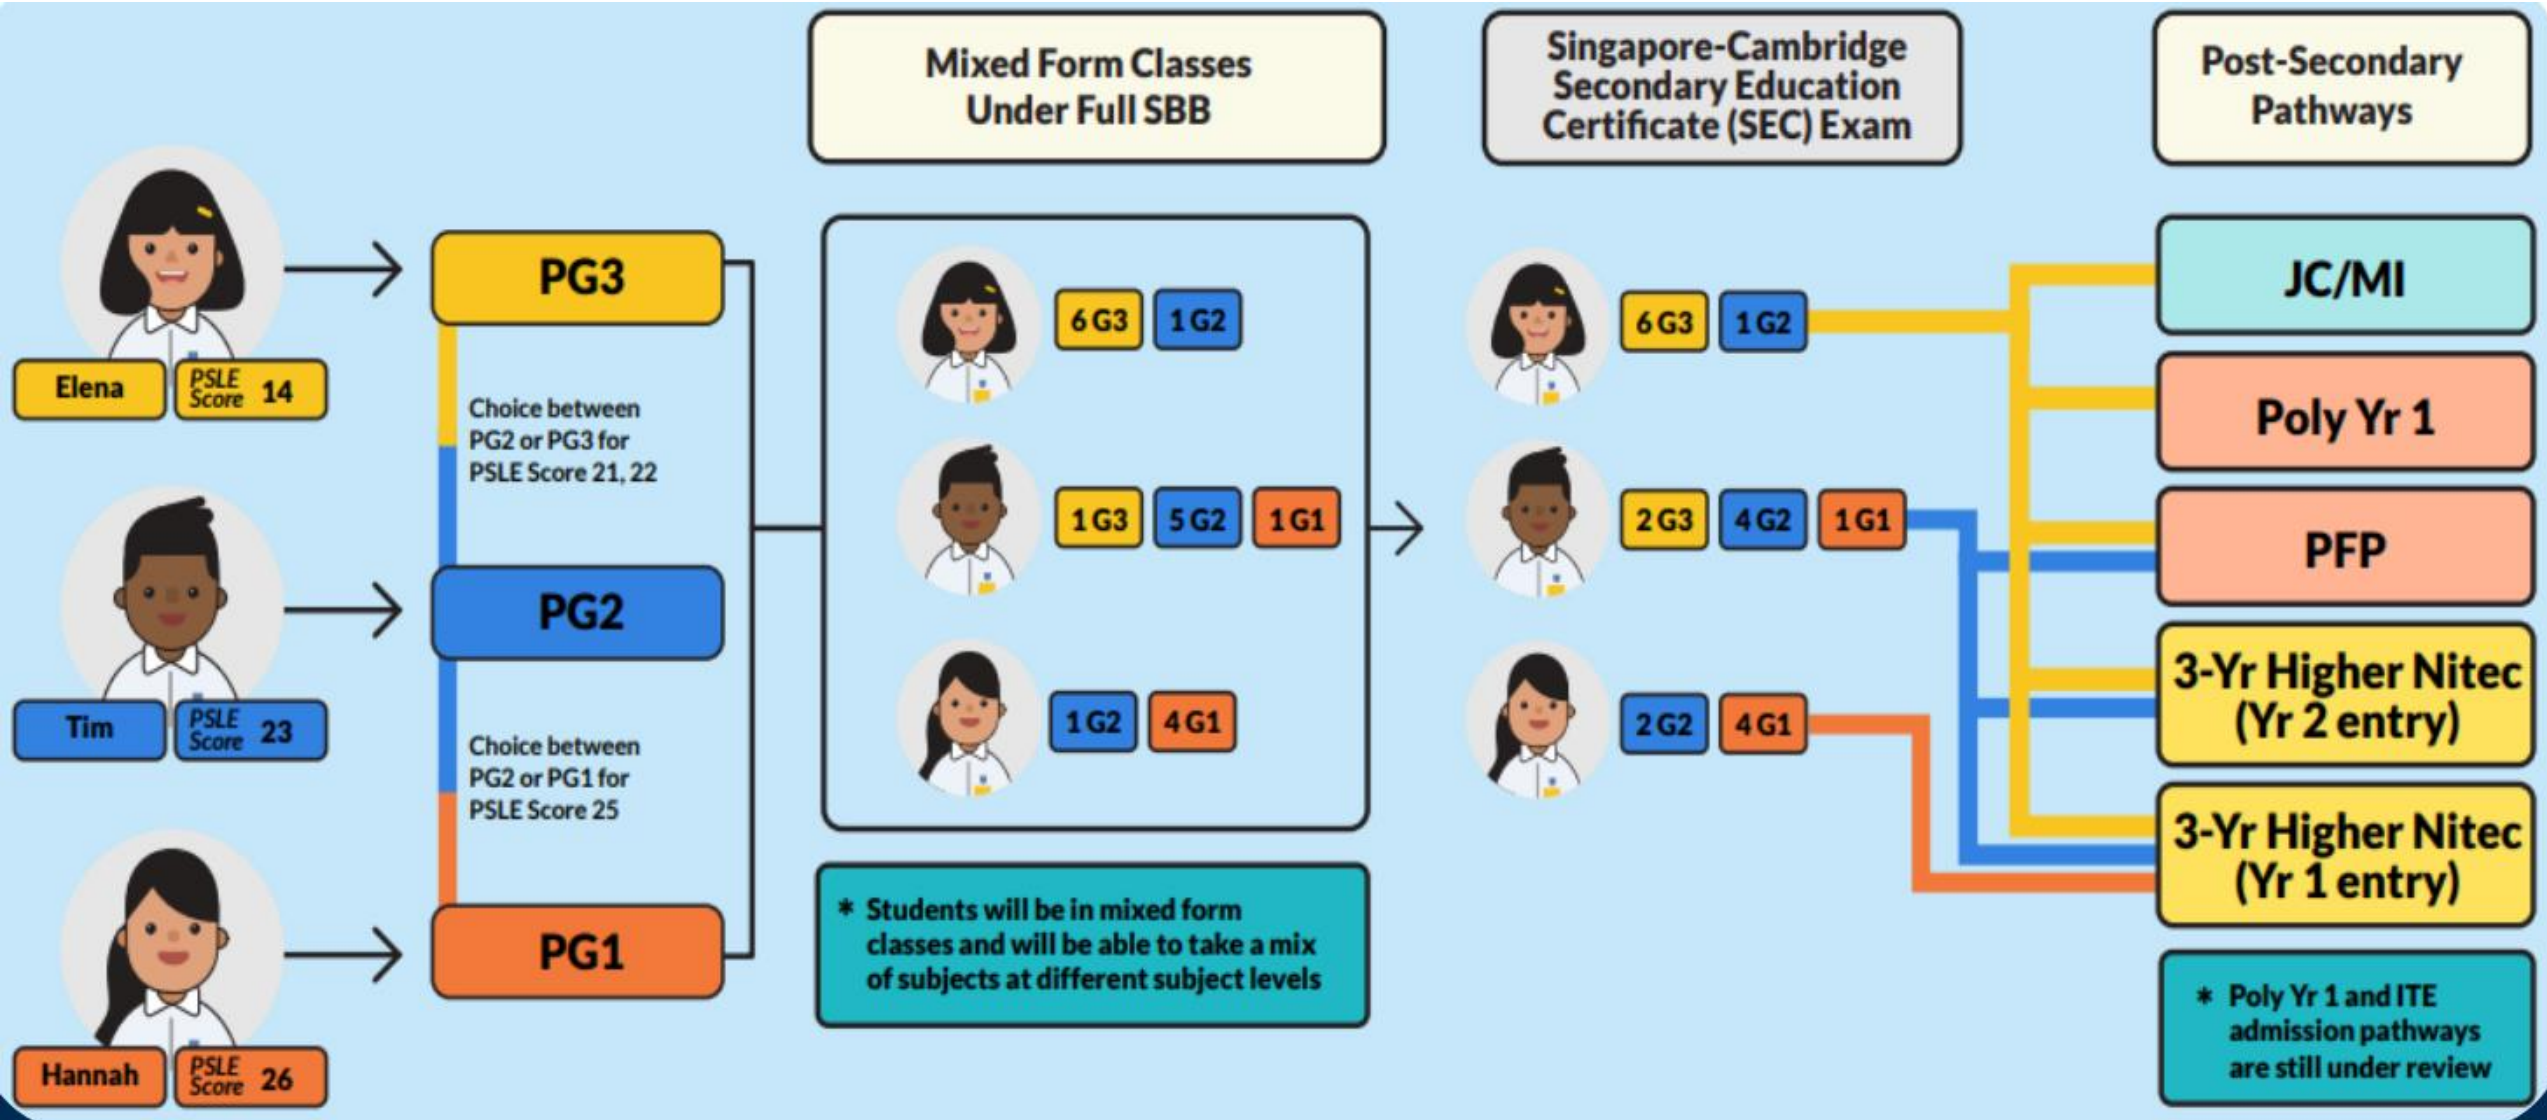 Mixed Form Classes
Under Full SBB
Singapore-Cambridge
Secondary Education
Certificate (SEC) Exam
Post-Secondary
Pathways
Elena
PSLE
Score 14
Tim
PSLE
Score 23
Hannah
PSLE
Score 26
PG3
Choice between
PG2 or PG3 for
PSLE Score 21, 22
PG2
Choice between
PG2 or PG1 for
PSLE Score 25
PG1
6 G3 1 G2
1 G3 5 G2 1 G1
1 G2 4 G1
* Students will be in mixed form
classes and will be able to take a mix
of subjects at different subject levels
6 G3 1 G2
2 G3 4 G2 1 G1
2 G2 4 G1
JC/MI
Poly Yr 1
PFP
3-Yr Higher Nitec
(Yr 2 entry)
3-Yr Higher Nitec
(Yr 1 entry)
* Poly Yr 1 and ITE
admission pathways
are still under review